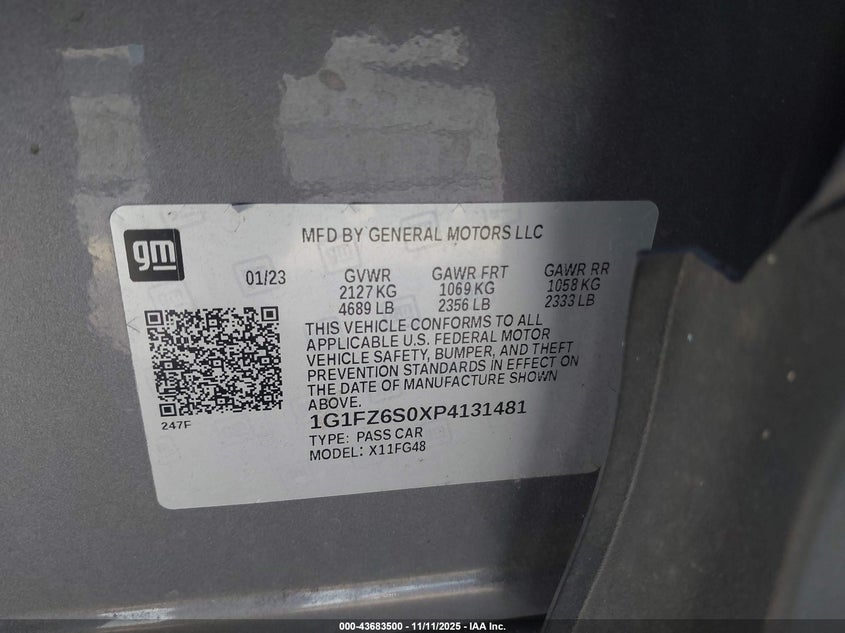 gm
MFD BY GENERAL MOTORS LLC
01/23
GVWR GAWR FRT GAWR RR
2127 KG 1069 KG 1058 KG
4689 LB 2356 LB 2333 LB
THIS VEHICLE CONFORMS TO ALL
APPLICABLE U.S. FEDERAL MOTOR
VEHICLE SAFETY, BUMPER, AND THEFT
PREVENTION STANDARDS IN EFFECT ON
THE DATE OF MANUFACTURE SHOWN
ABOVE.
247F
1G1FZ6S0XP4131481
TYPE: PASS CAR
MODEL: X11FG48
000-43683500 - 11/11/2025 - IAA Inc.